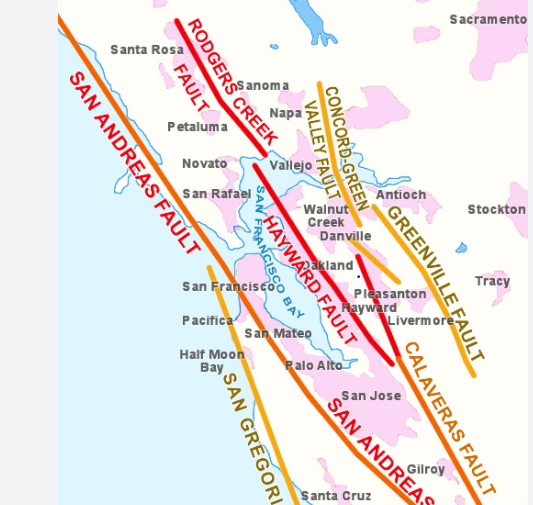 Sacramento
Santa Rosa
RODGERS CREEK
FAULT
Sanoma
Napa
CONCORD-GREEN
VALLEY FAULT
Petaluma
SAN ANDREAS FAULT
Novato
Vallejo
San Rafael
Antioch
SAN FRANCISCO BAY
Walnut
Creek
Stockton
Danville
HAYWARD FAULT
GREENVILLE FAULT
Oakland
San Francisco
Tracy
Pleasanton
Hayward
Pacifica
Livermore
San Mateo
Half Moon
Bay
Palo Alto
CALAVERAS FAULT
SAN GREGORI
San Jose
SAN ANDREAS
Gilroy
Santa Cruz